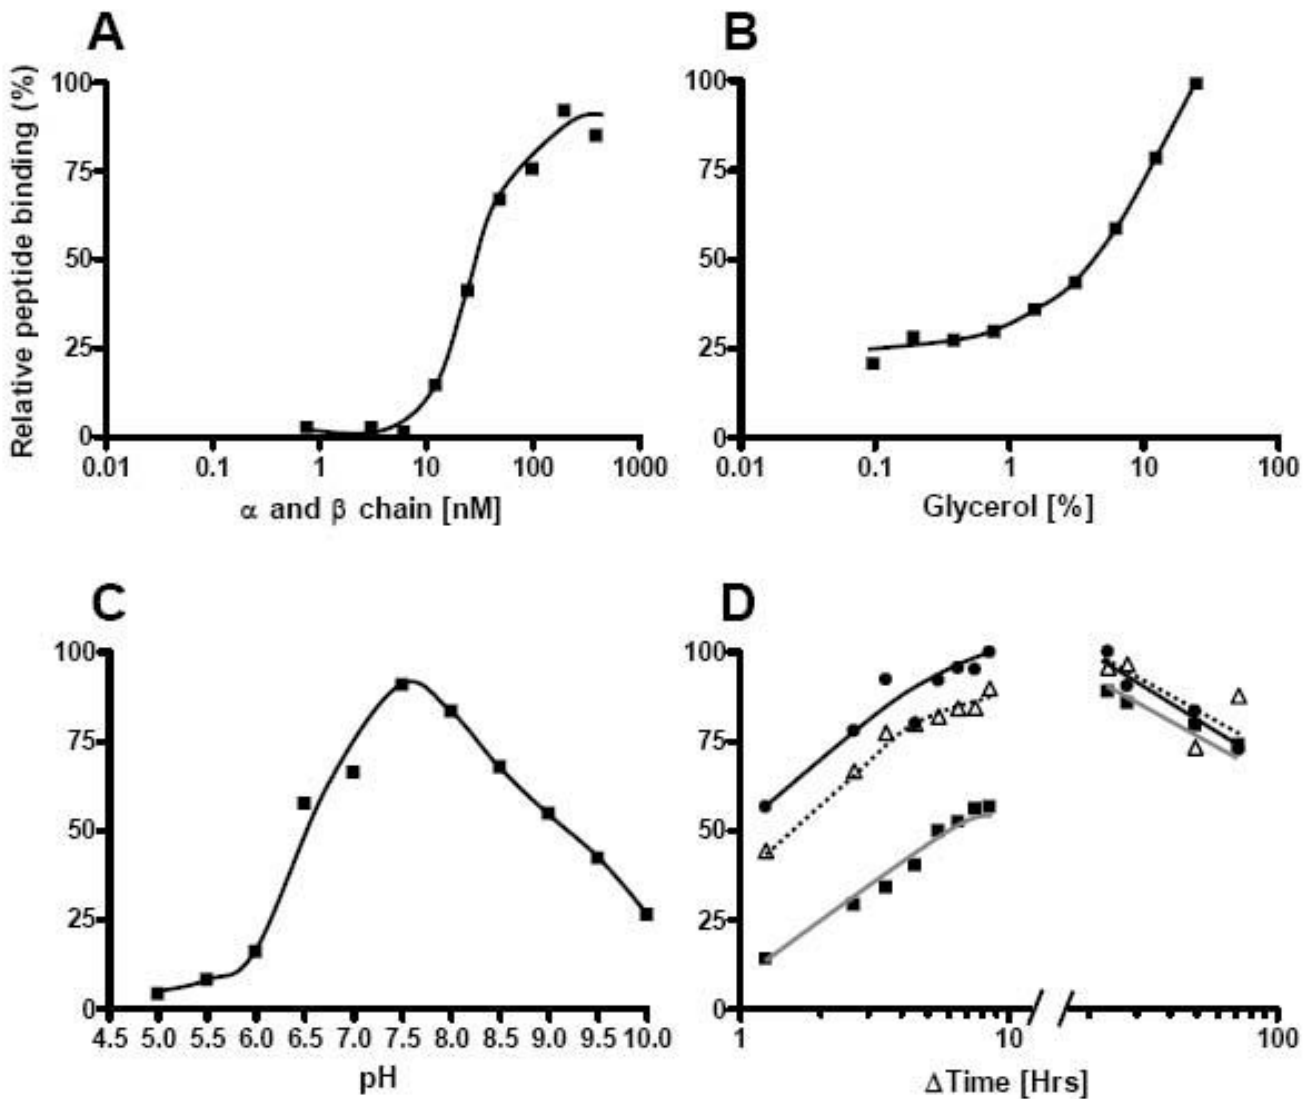 A
Relative peptide binding (%)
100
75
50
25
0
0.01 0.1 1 10 100 1000
α and β chain [nM]
B
100
75
50
25
0
0.01 0.1 1 10 100
Glycerol [%]
C
100
75
50
25
0
4.5 5.0 5.5 6.0 6.5 7.0 7.5 8.0 8.5 9.0 9.5 10.0
pH
D
100
75
50
25
0
1 10 100
ΔTime [Hrs]